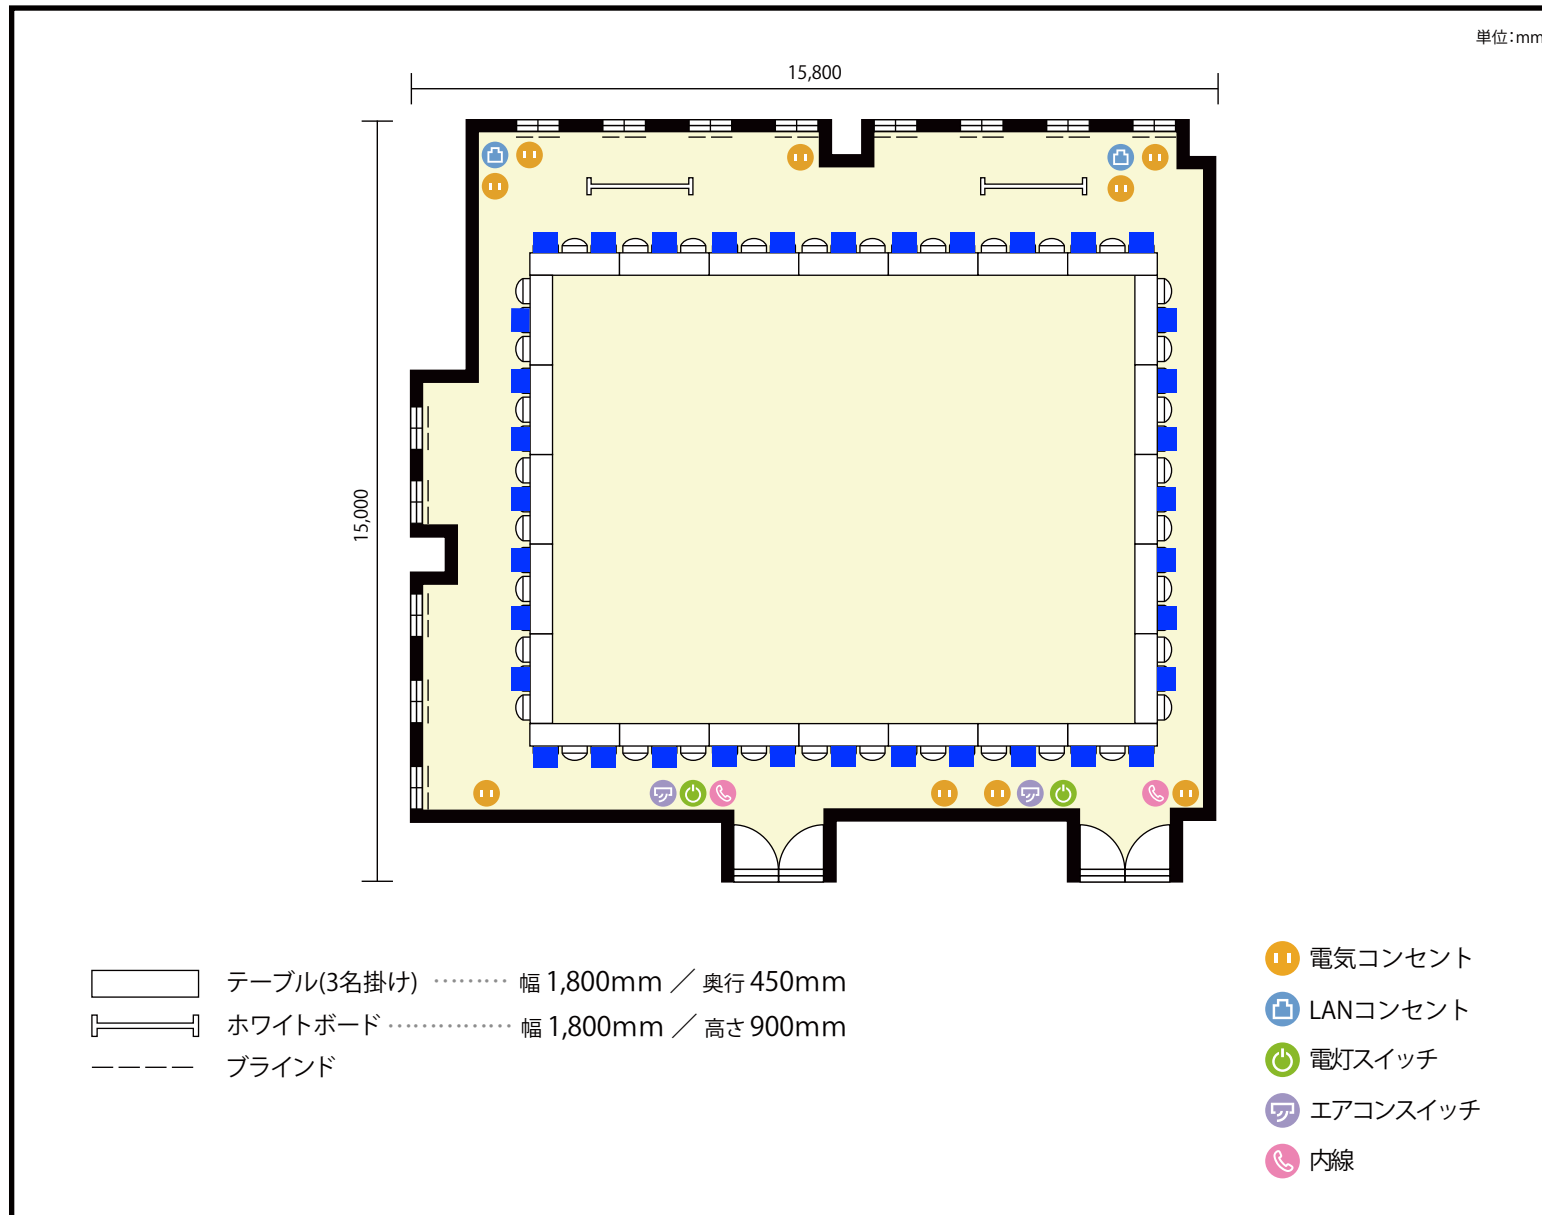 単位:mm
15,800
15,000
テーブル(3名掛け) ……… 幅 1,800mm ／ 奥行 450mm
ホワイトボード …………… 幅 1,800mm ／ 高さ 900mm
ブラインド
電気コンセント
LANコンセント
電灯スイッチ
エアコンスイッチ
内線